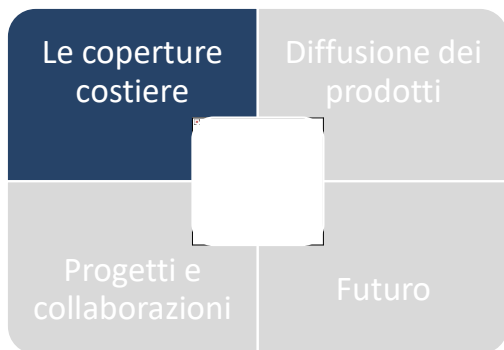 Le coperture
costiere
Diffusione dei
prodotti
Progetti e
collaborazioni
Futuro